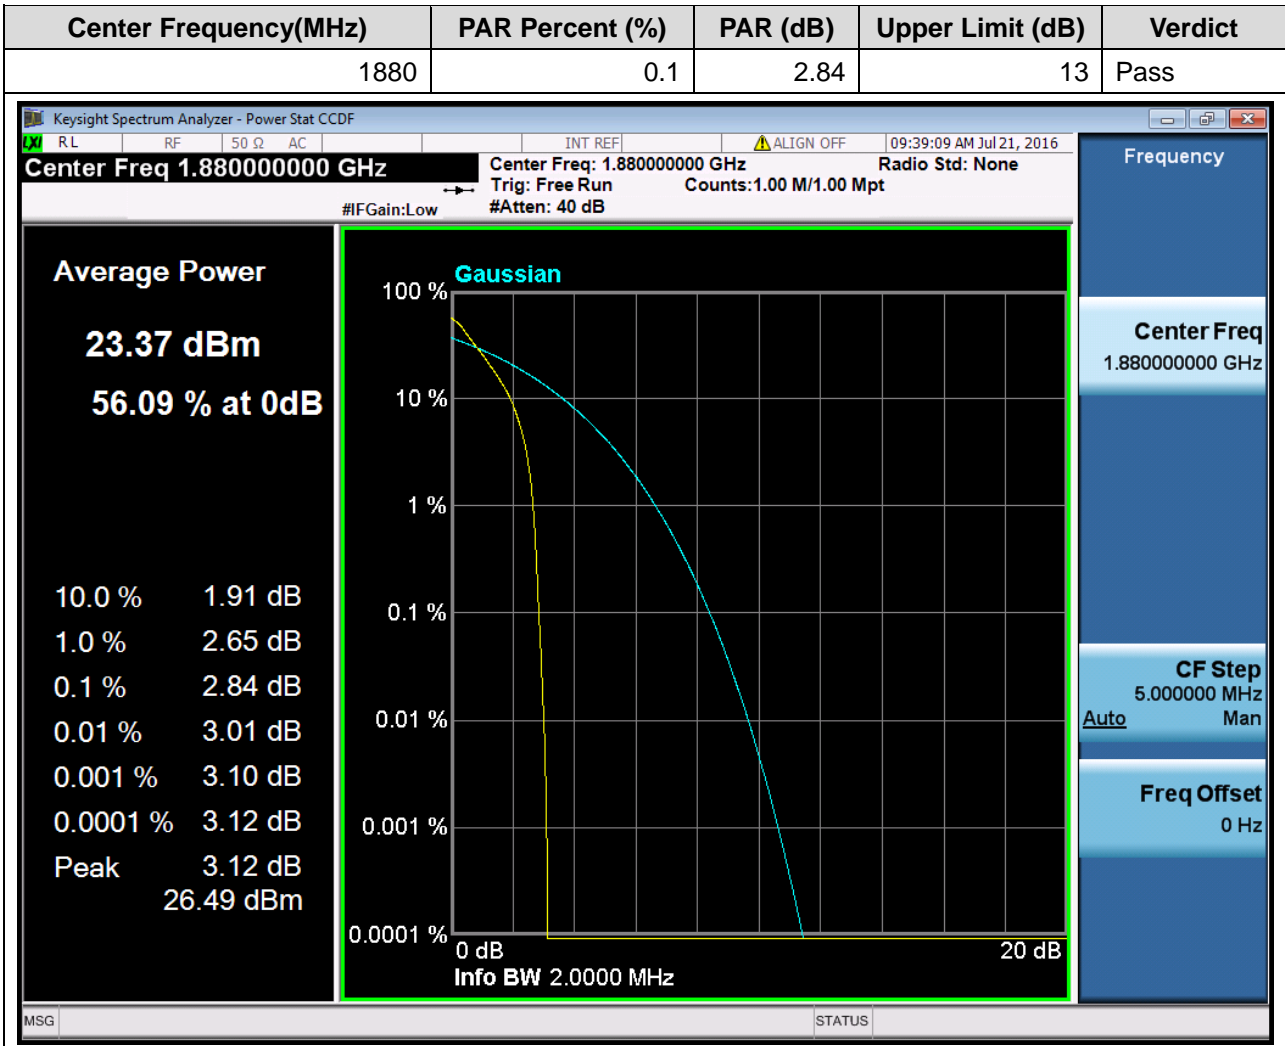 Center Frequency(MHz) PAR Percent (%) PAR (dB) Upper Limit (dB) Verdict
1880 0.1 2.84 13 Pass
Keysight Spectrum Analyzer - Power Stat CCDF
LXI RL RF 50 Ω AC INT REF ALIGN OFF 09:39:09 AM Jul 21, 2016
Center Freq 1.880000000 GHz
Center Freq: 1.880000000 GHz Radio Std: None
Trig: Free Run Counts:1.00 M/1.00 Mpt
#IFGain:Low #Atten: 40 dB
Frequency
Average Power
23.37 dBm
56.09 % at 0dB
10.0 % 1.91 dB
1.0 % 2.65 dB
0.1 % 2.84 dB
0.01 % 3.01 dB
0.001 % 3.10 dB
0.0001 % 3.12 dB
Peak 3.12 dB
26.49 dBm
Gaussian
100 %
10 %
1 %
0.1 %
0.01 %
0.001 %
0.0001 %
0 dB 20 dB
Info BW 2.0000 MHz
Center Freq
1.880000000 GHz
CF Step
5.000000 MHz
Auto Man
Freq Offset
0 Hz
MSG STATUS